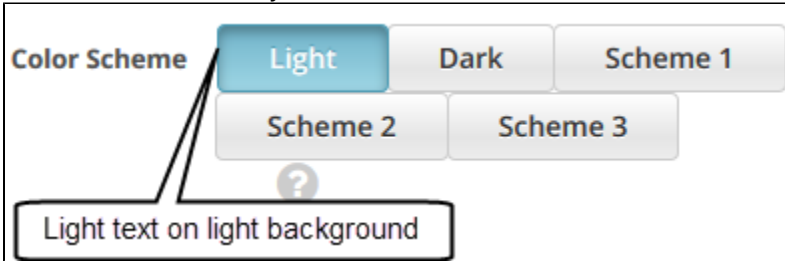 Color Scheme Light Dark Scheme 1
Scheme 2 Scheme 3
?
Light text on light background